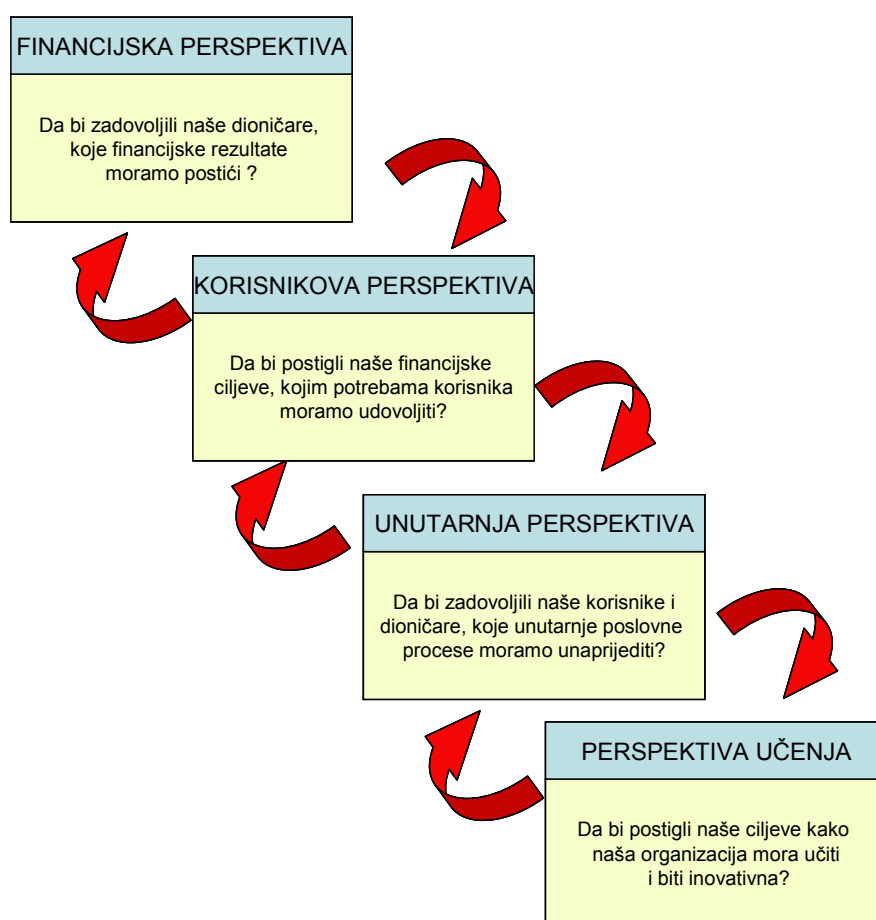 FINANCIJSKA PERSPEKTIVA
Da bi zadovoljili naše dioničare,
koje financijske rezultate
moramo postići ?
KORISNIKOVA PERSPEKTIVA
Da bi postigli naše financijske
ciljeve, kojim potrebama korisnika
moramo udovoljiti?
UNUTARNJA PERSPEKTIVA
Da bi zadovoljili naše korisnike i
dioničare, koje unutarnje poslovne
procese moramo unaprijediti?
PERSPEKTIVA UČENJA
Da bi postigli naše ciljeve kako
naša organizacija mora učiti
i biti inovativna?